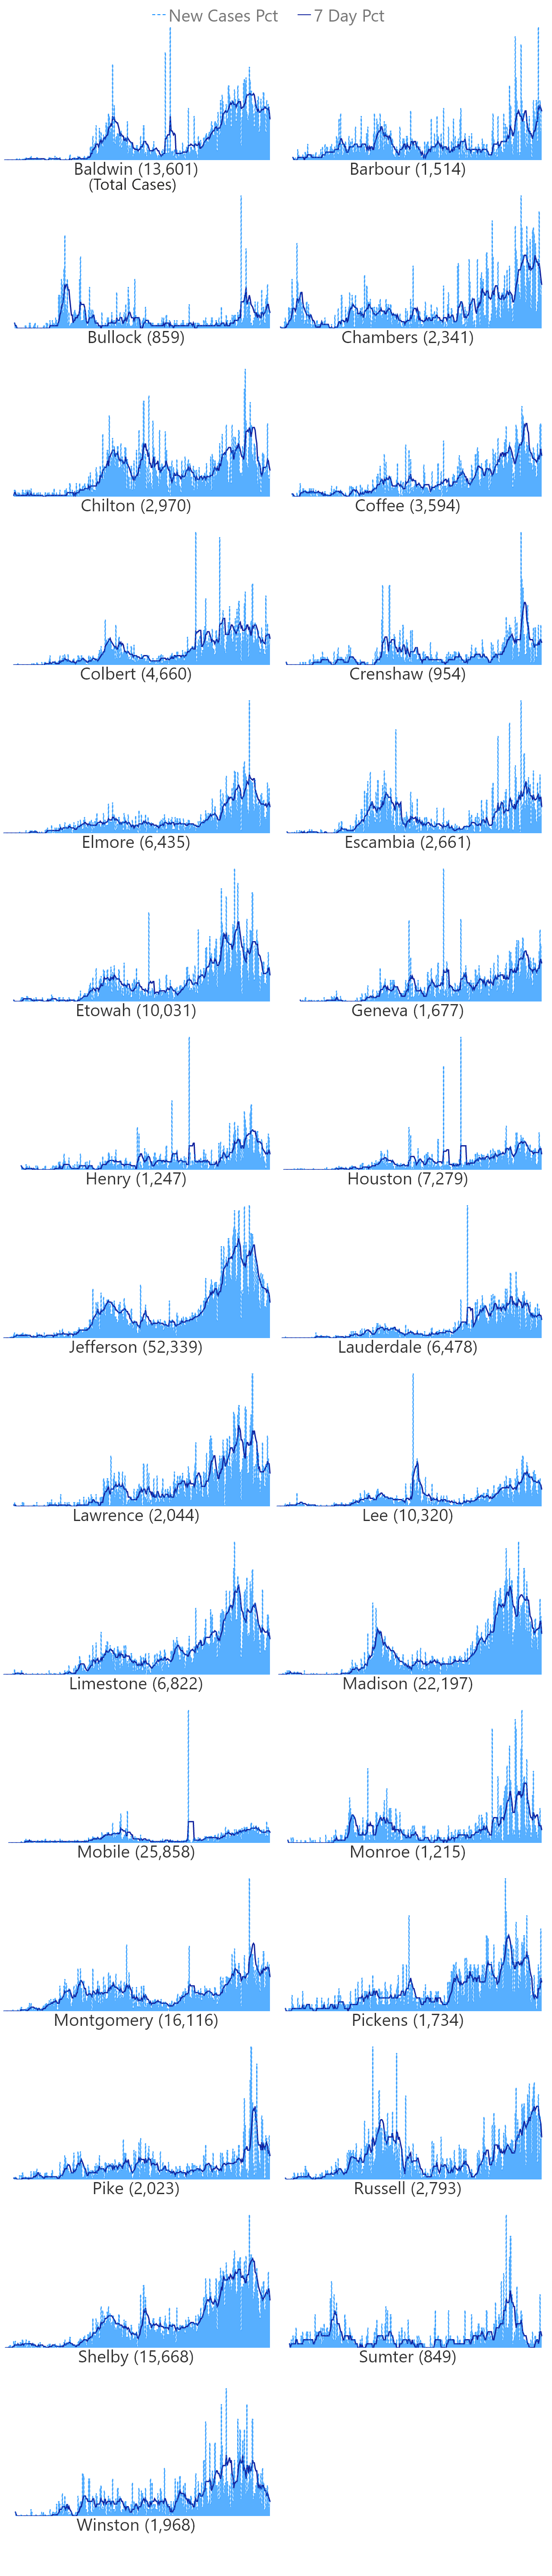 New Cases Pct 7 Day Pct
Baldwin (13,601) Barbour (1,514)
(Total Cases)
Bullock (859) Chambers (2,341)
Chilton (2,970) Coffee (3,594)
Colbert (4,660) Crenshaw (954)
Elmore (6,435) Escambia (2,661)
Etowah (10,031) Geneva (1,677)
Henry (1,247) Houston (7,279)
Jefferson (52,339) Lauderdale (6,478)
Lawrence (2,044) Lee (10,320)
Limestone (6,822) Madison (22,197)
Mobile (25,858) Monroe (1,215)
Montgomery (16,116) Pickens (1,734)
Pike (2,023) Russell (2,793)
Shelby (15,668) Sumter (849)
Winston (1,968)